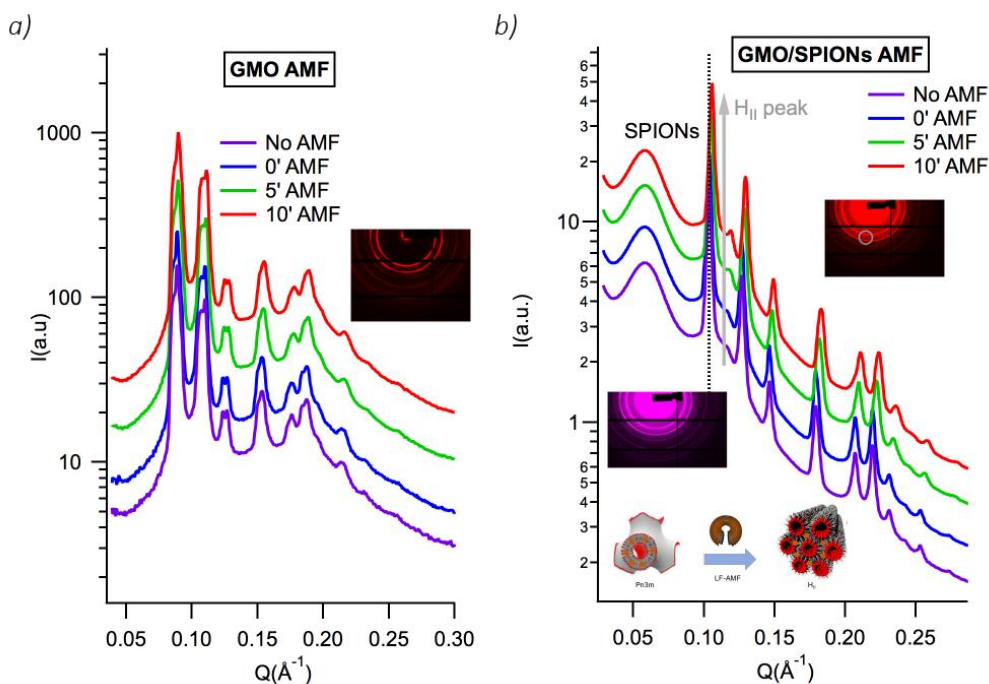 a)
GMO AMF
No AMF
0' AMF
5' AMF
10' AMF
1000
100
10
I(a.u)
0.05 0.10 0.15 0.20 0.25 0.30
Q(Å⁻¹)
b)
GMO/SPIONs AMF
SPIONs
H_II peak
No AMF
0' AMF
5' AMF
10' AMF
6
5
4
3
2
10
6
5
4
3
2
1
6
5
4
3
2
I(a.u.)
Pn3m
LF-AMF
H_II
0.05 0.10 0.15 0.20 0.25
Q(Å⁻¹)